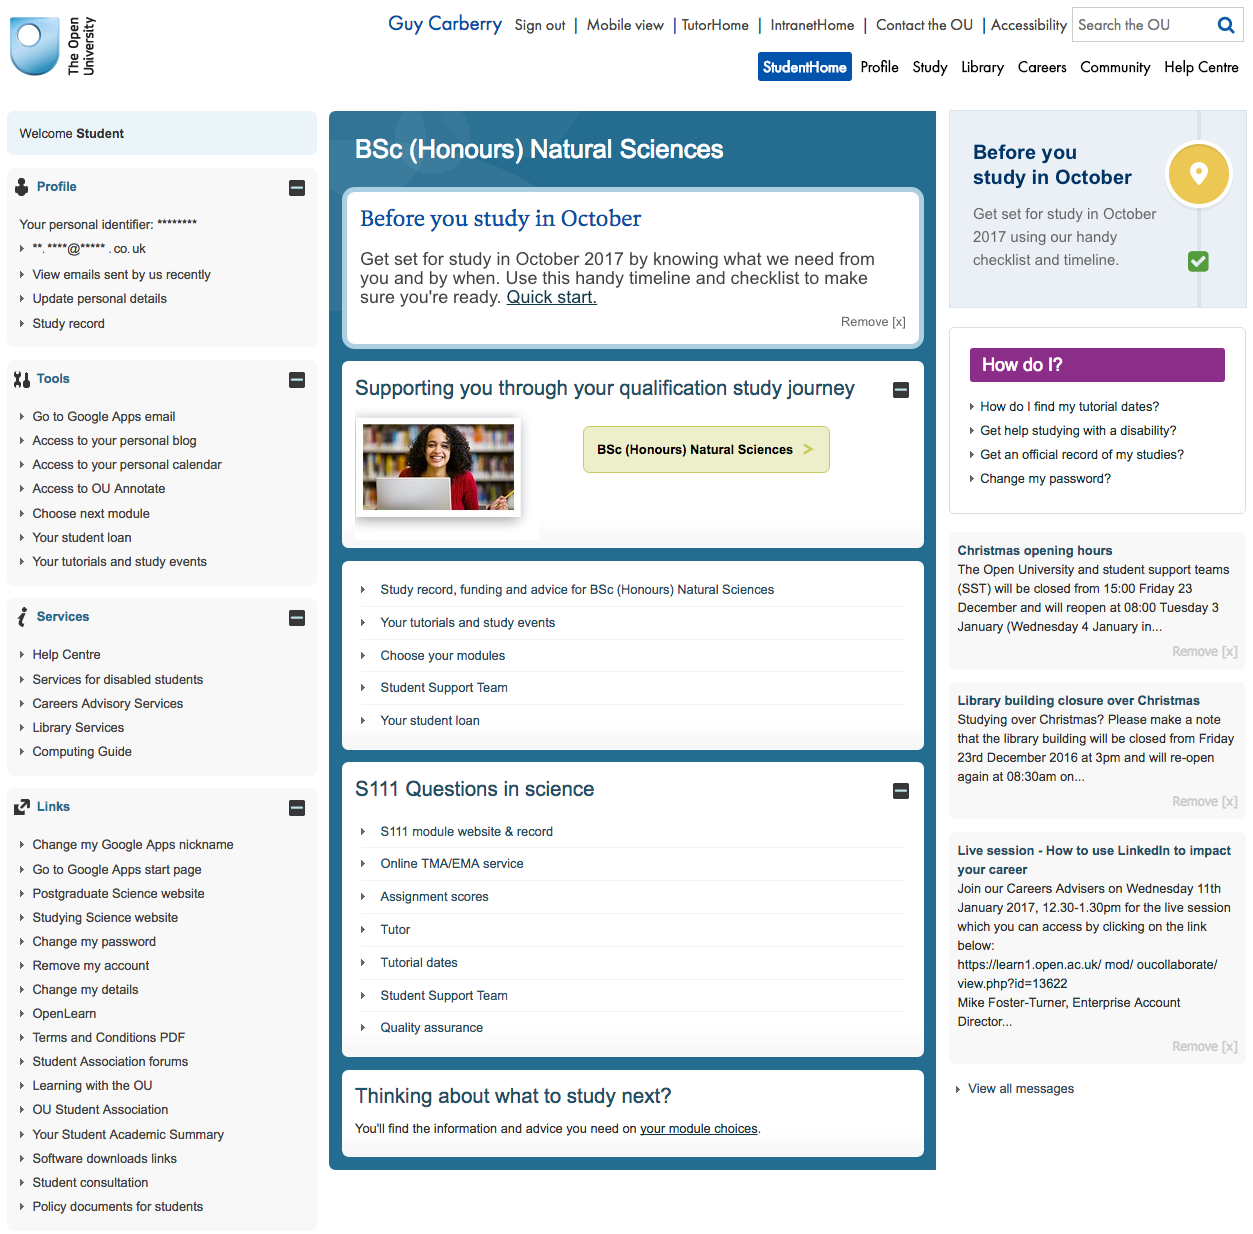 The Open
University
Guy Carberry Sign out | Mobile view | TutorHome | IntranetHome | Contact the OU | Accessibility Search the OU
StudentHome Profile Study Library Careers Community Help Centre
Welcome Student
Profile
Your personal identifier: ********
**. ****@***** . co. uk
View emails sent by us recently
Update personal details
Study record
Tools
Go to Google Apps email
Access to your personal blog
Access to your personal calendar
Access to OU Annotate
Choose next module
Your student loan
Your tutorials and study events
Services
Help Centre
Services for disabled students
Careers Advisory Services
Library Services
Computing Guide
Links
Change my Google Apps nickname
Go to Google Apps start page
Postgraduate Science website
Studying Science website
Change my password
Remove my account
Change my details
OpenLearn
Terms and Conditions PDF
Student Association forums
Learning with the OU
OU Student Association
Your Student Academic Summary
Software downloads links
Student consultation
Policy documents for students
BSc (Honours) Natural Sciences
Before you study in October
Get set for study in October 2017 by knowing what we need from
you and by when. Use this handy timeline and checklist to make
sure you're ready. Quick start.
Remove [x]
Supporting you through your qualification study journey
BSc (Honours) Natural Sciences >
Study record, funding and advice for BSc (Honours) Natural Sciences
Your tutorials and study events
Choose your modules
Student Support Team
Your student loan
S111 Questions in science
S111 module website & record
Online TMA/EMA service
Assignment scores
Tutor
Tutorial dates
Student Support Team
Quality assurance
Thinking about what to study next?
You'll find the information and advice you need on your module choices.
Before you
study in October
Get set for study in October
2017 using our handy
checklist and timeline.
How do I?
How do I find my tutorial dates?
Get help studying with a disability?
Get an official record of my studies?
Change my password?
Christmas opening hours
The Open University and student support teams
(SST) will be closed from 15:00 Friday 23
December and will reopen at 08:00 Tuesday 3
January (Wednesday 4 January in...
Remove [x]
Library building closure over Christmas
Studying over Christmas? Please make a note
that the library building will be closed from Friday
23rd December 2016 at 3pm and will re-open
again at 08:30am on...
Remove [x]
Live session - How to use LinkedIn to impact
your career
Join our Careers Advisers on Wednesday 11th
January 2017, 12.30-1.30pm for the live session
which you can access by clicking on the link
below:
https://learn1.open.ac.uk/ mod/ oucollaborate/
view.php?id=13622
Mike Foster-Turner, Enterprise Account
Director...
Remove [x]
View all messages